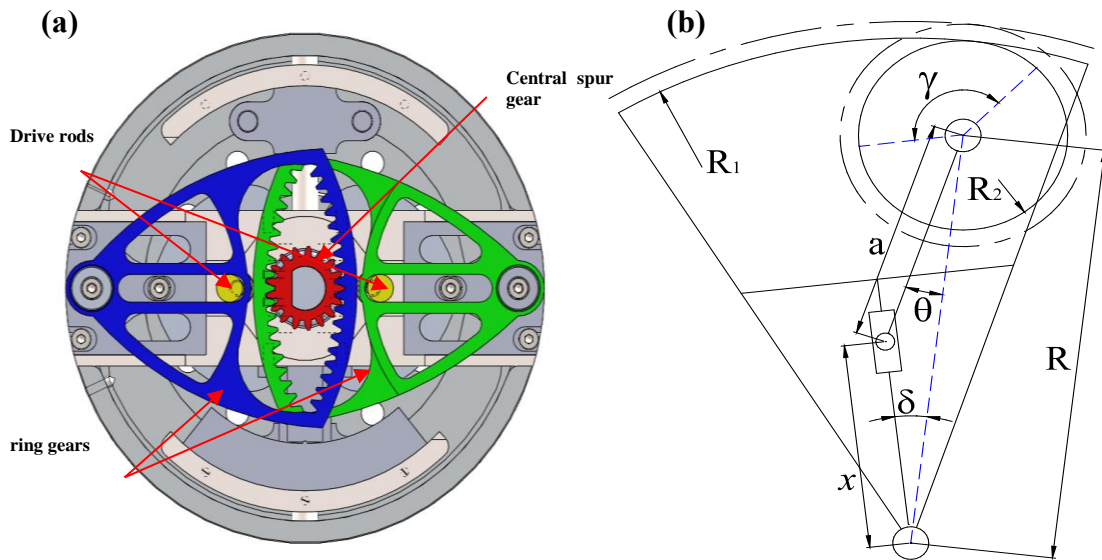 (a)
Central spur
gear
Drive rods
ring gears
S
(b)
γ
R1
R2
a
θ
R
δ
x